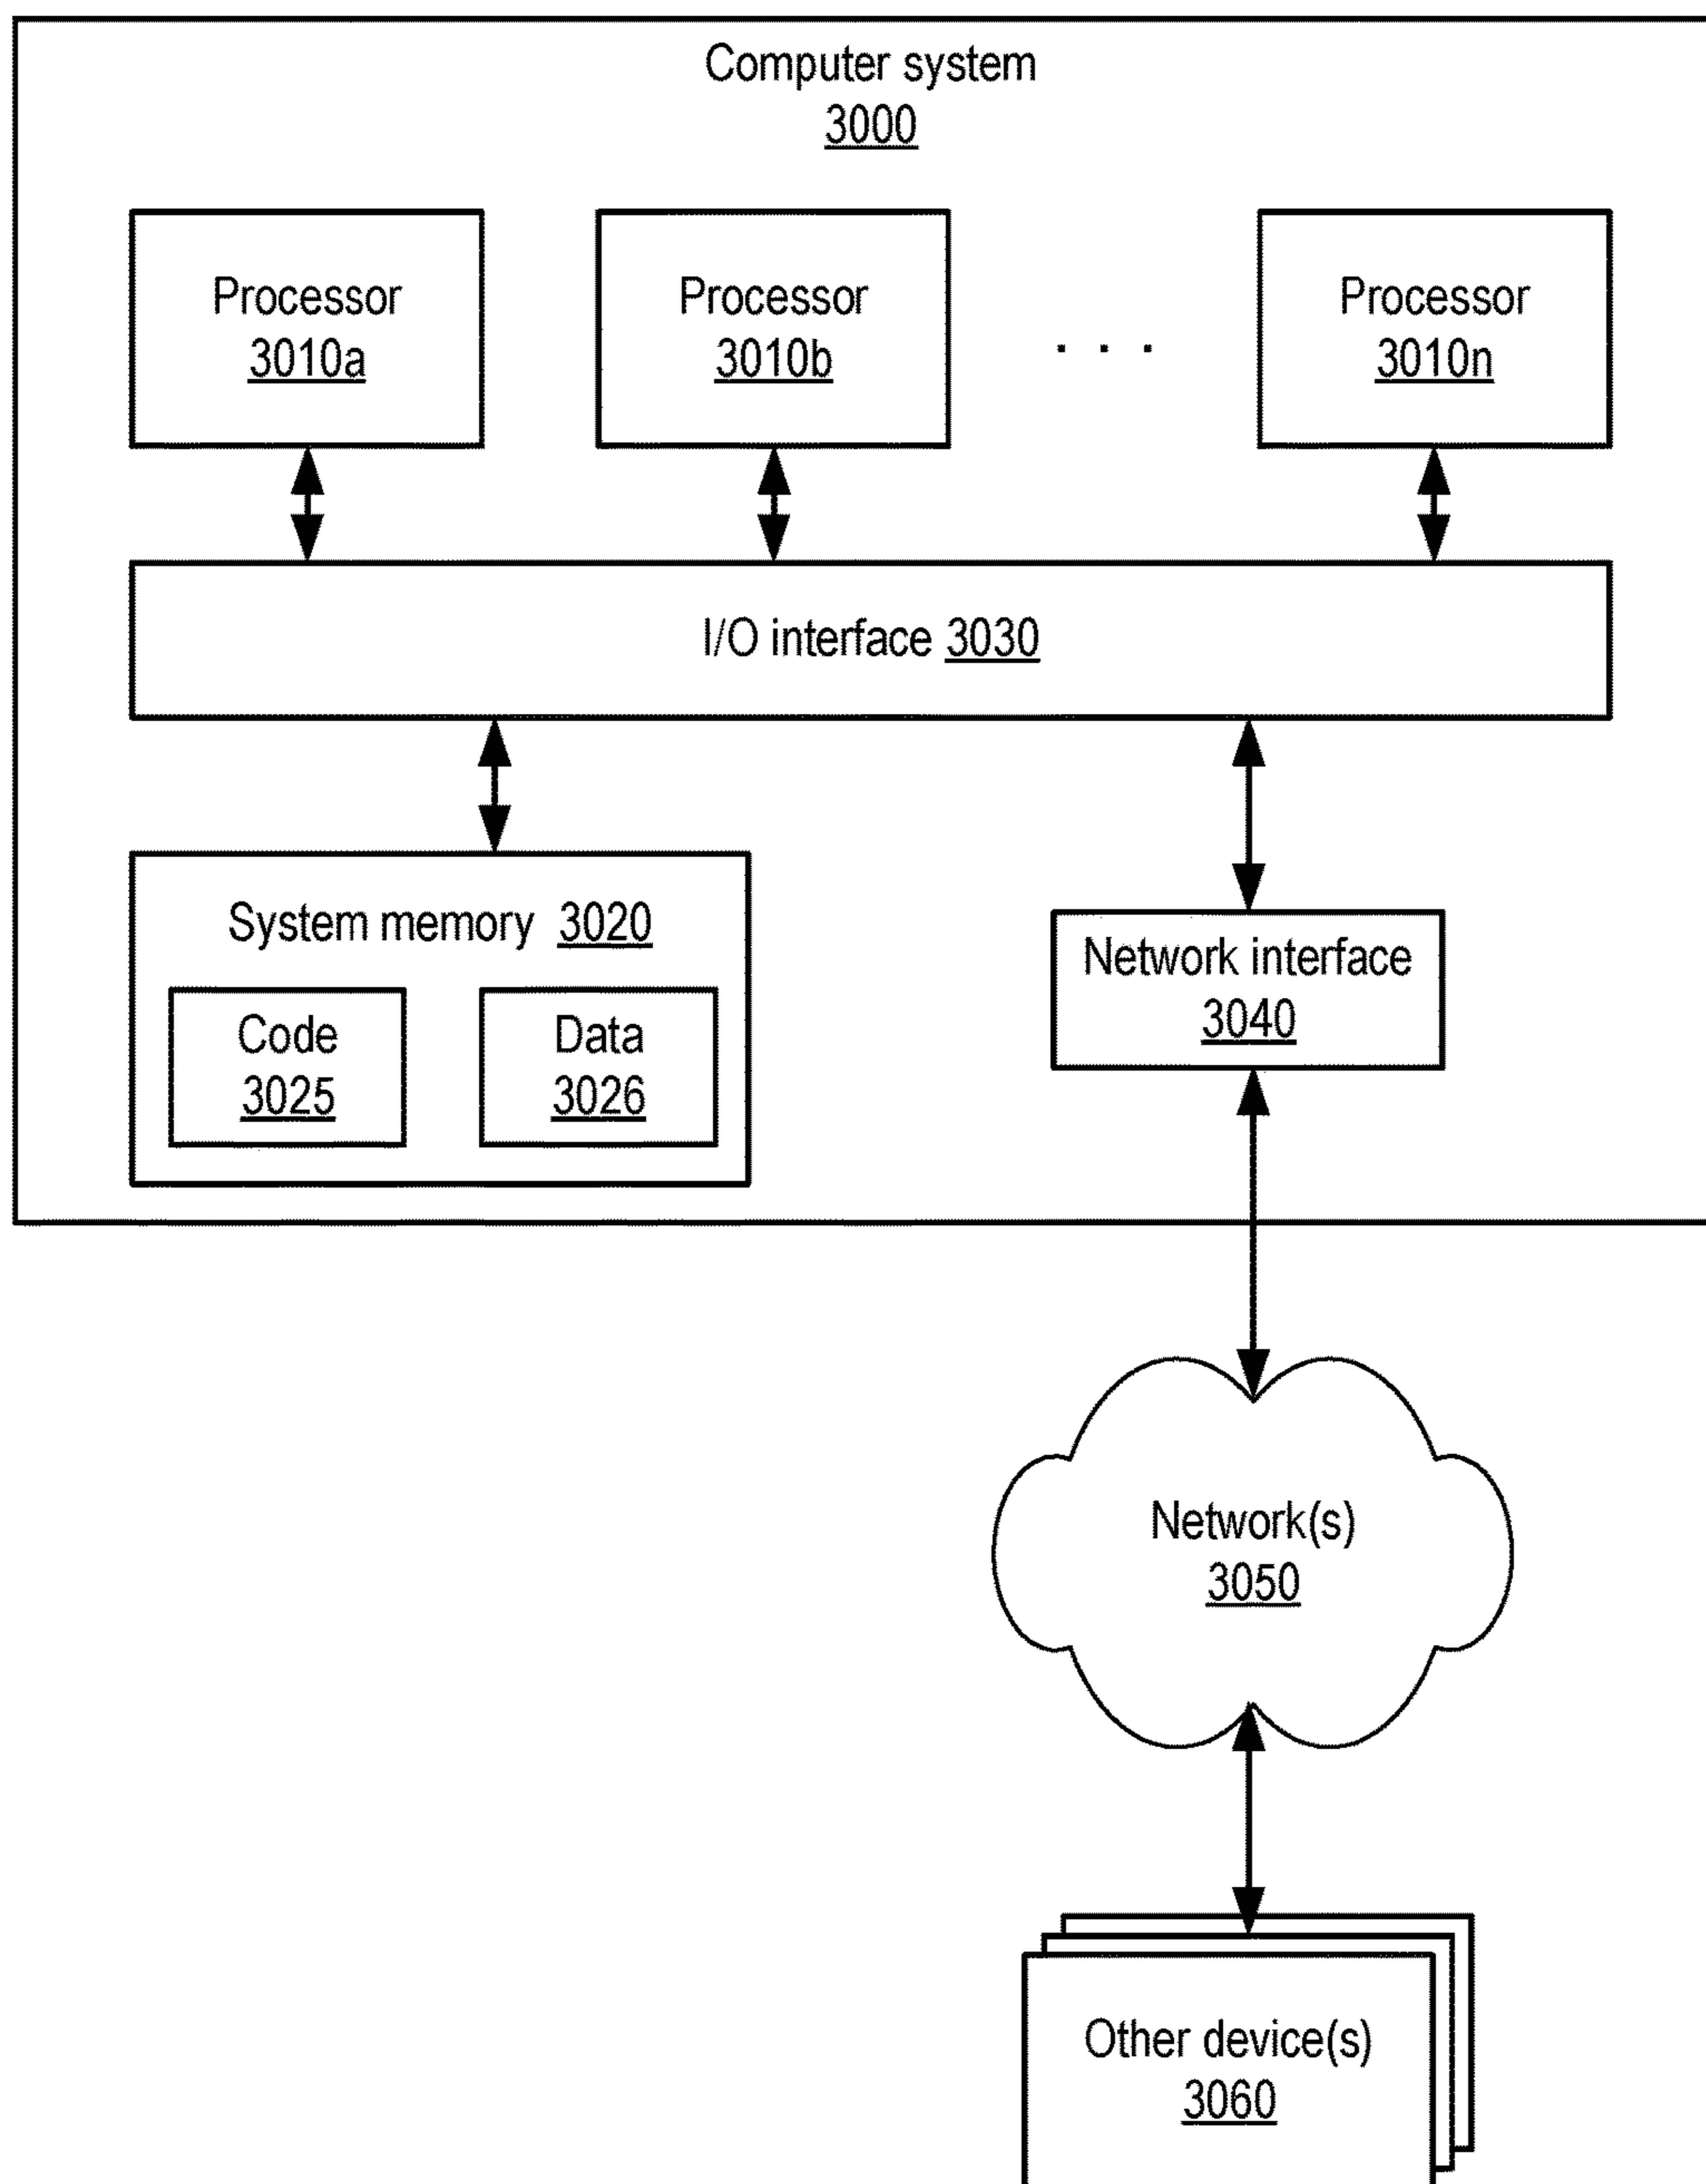 Computer system
3000
Processor
3010a
Processor
3010b
. . .
Processor
3010n
I/O interface 3030
System memory 3020
Code
3025
Data
3026
Network interface
3040
Network(s)
3050
Other device(s)
3060